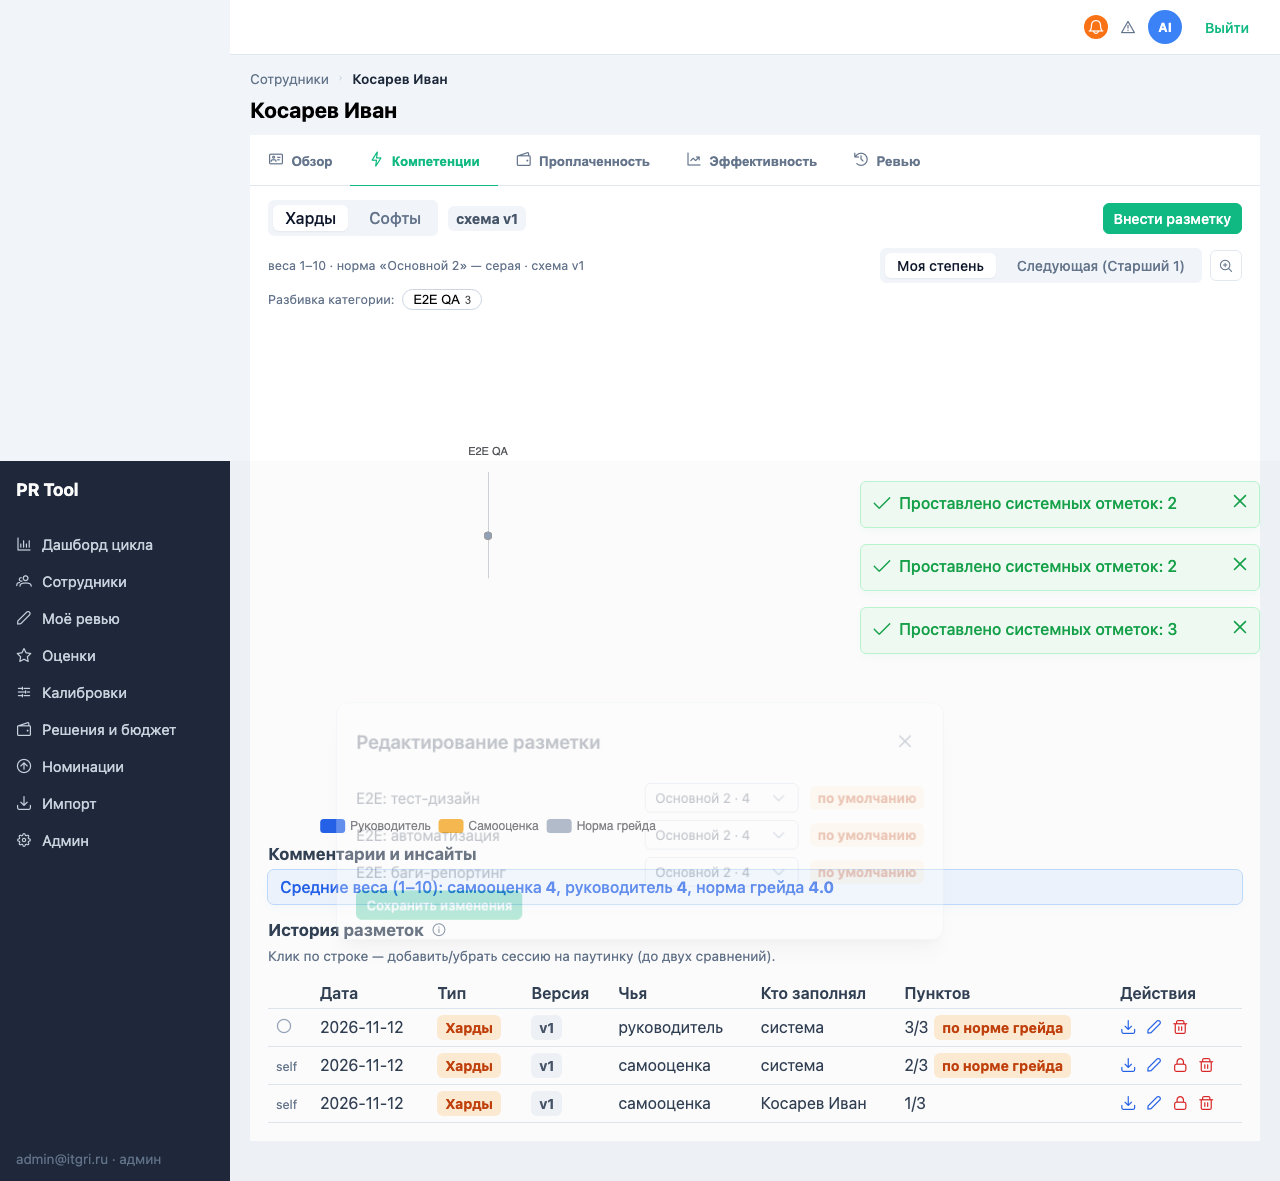 AI
Выйти
Сотрудники
Косарев Иван
Косарев Иван
Обзор
Компетенции
Проплаченность
Эффективность
Ревью
Харды
Софты
схема v1
Внести разметку
веса 1–10 · норма «Основной 2» — серая · схема v1
Моя степень
Следующая (Старший 1)
Разбивка категории:
E2E QA 3
E2E QA
PR Tool
Дашборд цикла
Сотрудники
Моё ревью
Оценки
Калибровки
Решения и бюджет
Номинации
Импорт
Админ
admin@itgri.ru · админ
Проставлено системных отметок: 2
Проставлено системных отметок: 2
Проставлено системных отметок: 3
Редактирование разметки
E2E: тест-дизайн
Основной 2 · 4
по умолчанию
Руководитель
Самооценка
Норма грейда
E2E: автоматизация
Основной 2 · 4
по умолчанию
Комментарии и инсайты
E2E: баги-репортинг
Основной 2 · 4
по умолчанию
Средние веса (1–10): самооценка 4, руководитель 4, норма грейда 4.0
Сохранить изменения
История разметок
Клик по строке — добавить/убрать сессию на паутинку (до двух сравнений).
Дата Тип Версия Чья Кто заполнял Пунктов Действия
2026-11-12 Харды v1 руководитель система 3/3 по норме грейда
self 2026-11-12 Харды v1 самооценка система 2/3 по норме грейда
self 2026-11-12 Харды v1 самооценка Косарев Иван 1/3